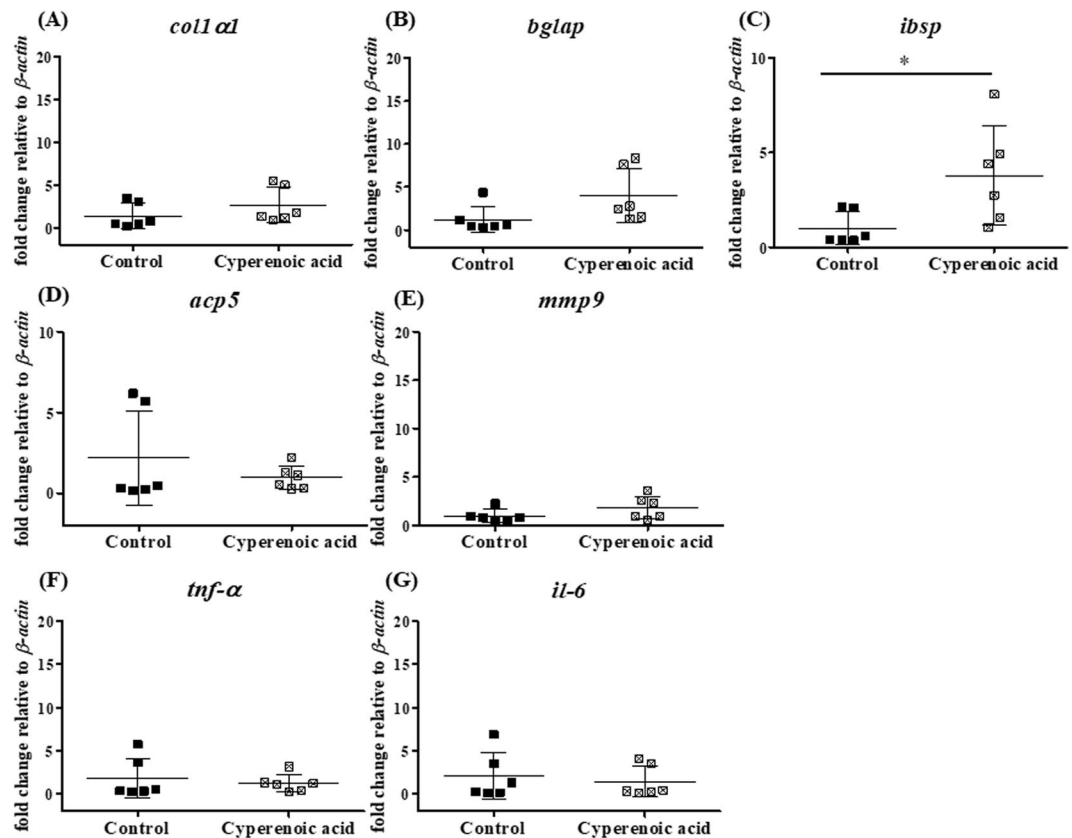 (A)
col1α1
fold change relative to β-actin
20
15
10
5
0
Control
Cyperenoic acid
(B)
bglap
fold change relative to β-actin
20
15
10
5
0
Control
Cyperenoic acid
(C)
ibsp
fold change relative to β-actin
10
5
0
*
Control
Cyperenoic acid
(D)
acp5
fold change relative to β-actin
10
5
0
Control
Cyperenoic acid
(E)
mmp9
fold change relative to β-actin
20
15
10
5
0
Control
Cyperenoic acid
(F)
tnf-α
fold change relative to β-actin
20
15
10
5
0
Control
Cyperenoic acid
(G)
il-6
fold change relative to β-actin
20
15
10
5
0
Control
Cyperenoic acid